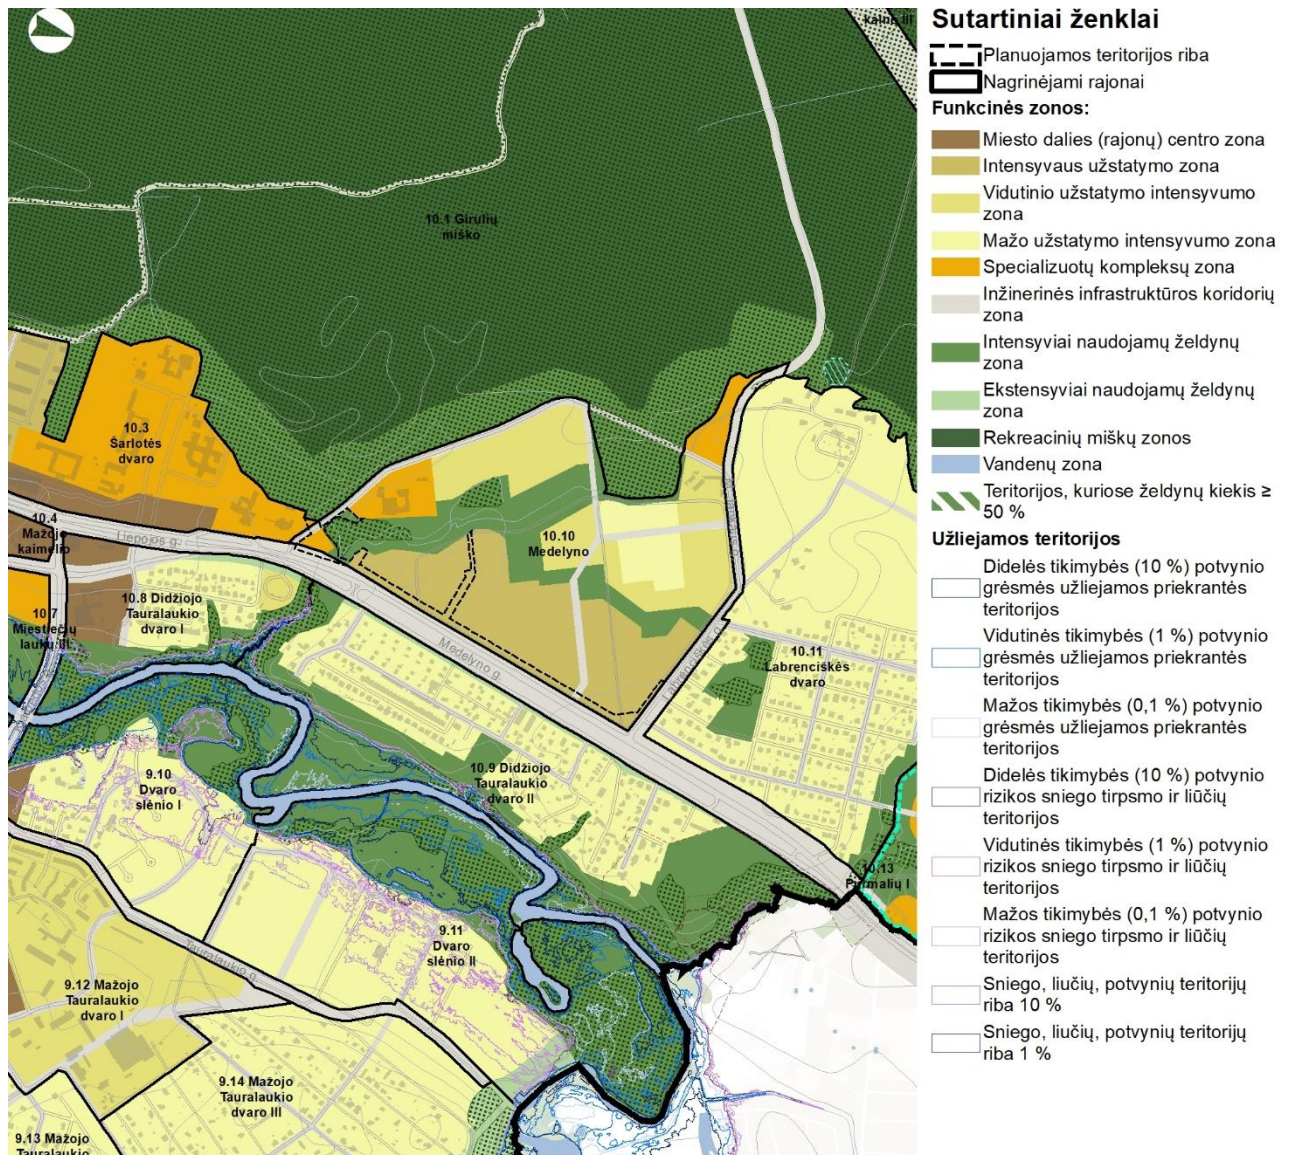 kalno III
10.1 Girulių
miško
10.3
Šarlotės
dvaro
10.4
Mažojo
kaimelio
Liepojos g.
10.10
Medelyno
10.7
Miestiečių
laukų III
10.8 Didžiojo
Tauralaukio
dvaro I
Medelyno g.
Labrenciškės g.
10.11
Labrenciškės
dvaro
9.10
Dvaro
slėnio I
10.9 Didžiojo
Tauralaukio
dvaro II
10.13
Purmalių I
9.11
Dvaro
slėnio II
Tauralaukio g.
9.12 Mažojo
Tauralaukio
dvaro I
9.14 Mažojo
Tauralaukio
dvaro III
9.13 Mažojo
Tauralaukio
Sutartiniai ženklai
Planuojamos teritorijos riba
Nagrinėjami rajonai
Funkcinės zonos:
Miesto dalies (rajonų) centro zona
Intensyvaus užstatymo zona
Vidutinio užstatymo intensyvumo
zona
Mažo užstatymo intensyvumo zona
Specializuotų kompleksų zona
Inžinerinės infrastruktūros koridorių
zona
Intensyviai naudojamų želdynų
zona
Ekstensyviai naudojamų želdynų
zona
Rekreacinių miškų zonos
Vandenų zona
Teritorijos, kuriose želdynų kiekis ≥
50 %
Užliejamos teritorijos
Didelės tikimybės (10 %) potvynio
grėsmės užliejamos priekrantės
teritorijos
Vidutinės tikimybės (1 %) potvynio
grėsmės užliejamos priekrantės
teritorijos
Mažos tikimybės (0,1 %) potvynio
grėsmės užliejamos priekrantės
teritorijos
Didelės tikimybės (10 %) potvynio
rizikos sniego tirpsmo ir liūčių
teritorijos
Vidutinės tikimybės (1 %) potvynio
rizikos sniego tirpsmo ir liūčių
teritorijos
Mažos tikimybės (0,1 %) potvynio
rizikos sniego tirpsmo ir liūčių
teritorijos
Sniego, liučių, potvynių teritorijų
riba 10 %
Sniego, liučių, potvynių teritorijų
riba 1 %